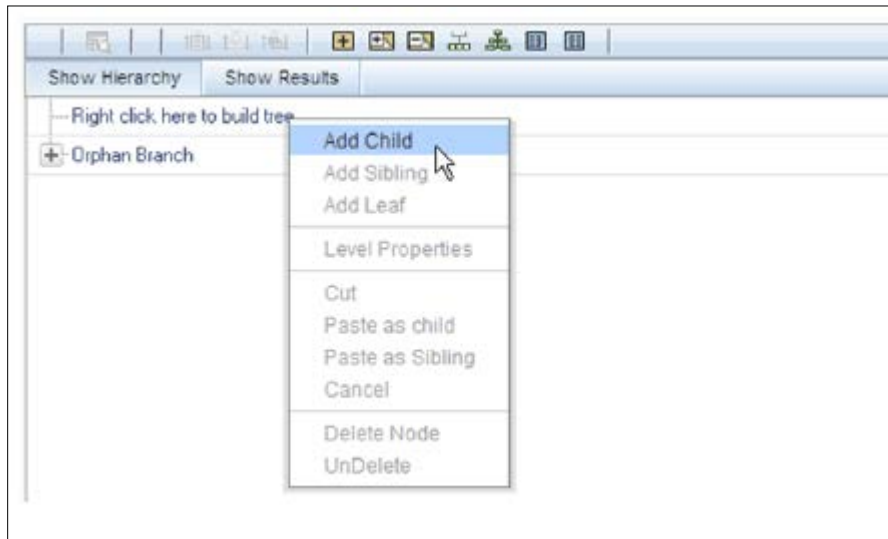 Show Hierarchy
Show Results
Right click here to build tree
Orphan Branch
Add Child
Add Sibling
Add Leaf
Level Properties
Cut
Paste as child
Paste as Sibling
Cancel
Delete Node
UnDelete